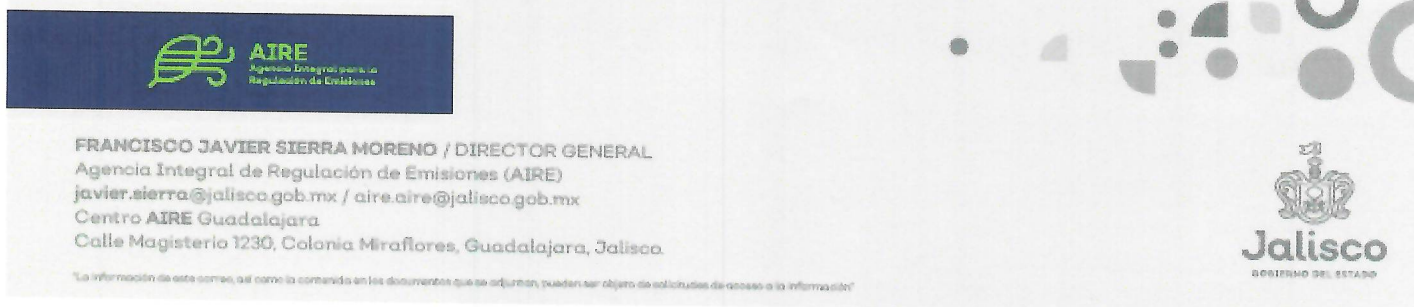 AIRE
Agencia Integral para la
Regulación de Emisiones
FRANCISCO JAVIER SIERRA MORENO / DIRECTOR GENERAL
Agencia Integral de Regulación de Emisiones (AIRE)
javier.sierra@jalisco.gob.mx / aire.aire@jalisco.gob.mx
Centro AIRE Guadalajara
Calle Magisterio 1230, Colonia Miraflores, Guadalajara, Jalisco.
"La información de este correo, así como la contenida en los documentos que se adjuntan, pueden ser objeto de solicitudes de acceso a la información"
Jalisco
GOBIERNO DEL ESTADO